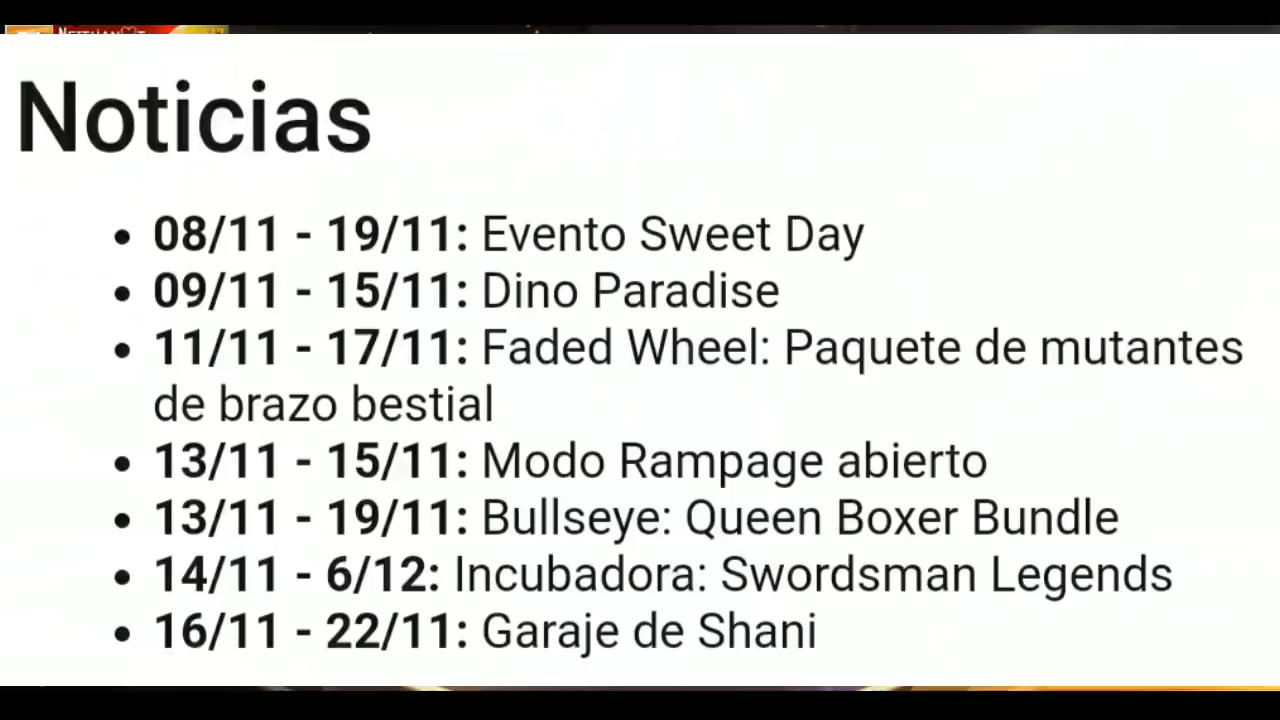 Noticias
• 08/11 - 19/11: Evento Sweet Day
• 09/11 - 15/11: Dino Paradise
• 11/11 - 17/11: Faded Wheel: Paquete de mutantes
de brazo bestial
• 13/11 - 15/11: Modo Rampage abierto
• 13/11 - 19/11: Bullseye: Queen Boxer Bundle
• 14/11 - 6/12: Incubadora: Swordsman Legends
• 16/11 - 22/11: Garaje de Shani